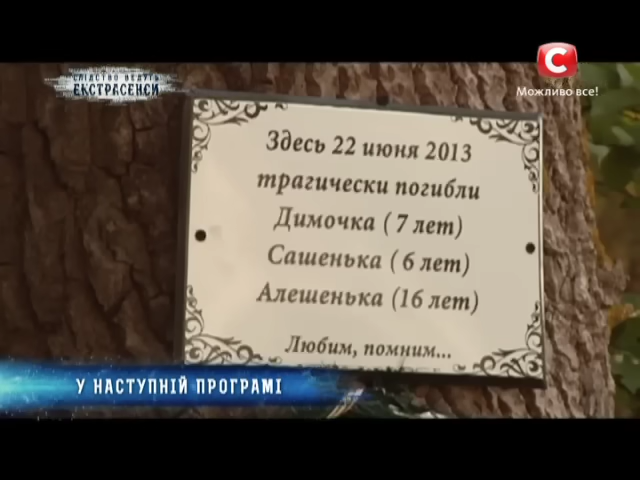 СЛІДСТВО ВЕДУТЬ
ЕКСТРАСЕНСИ
С
Можливо все!
Здесь 22 июня 2013
трагически погибли
Димочка ( 7 лет)
Сашенька ( 6 лет)
Алешенька (16 лет)
Любим, помним...
У НАСТУПНІЙ ПРОГРАМІ